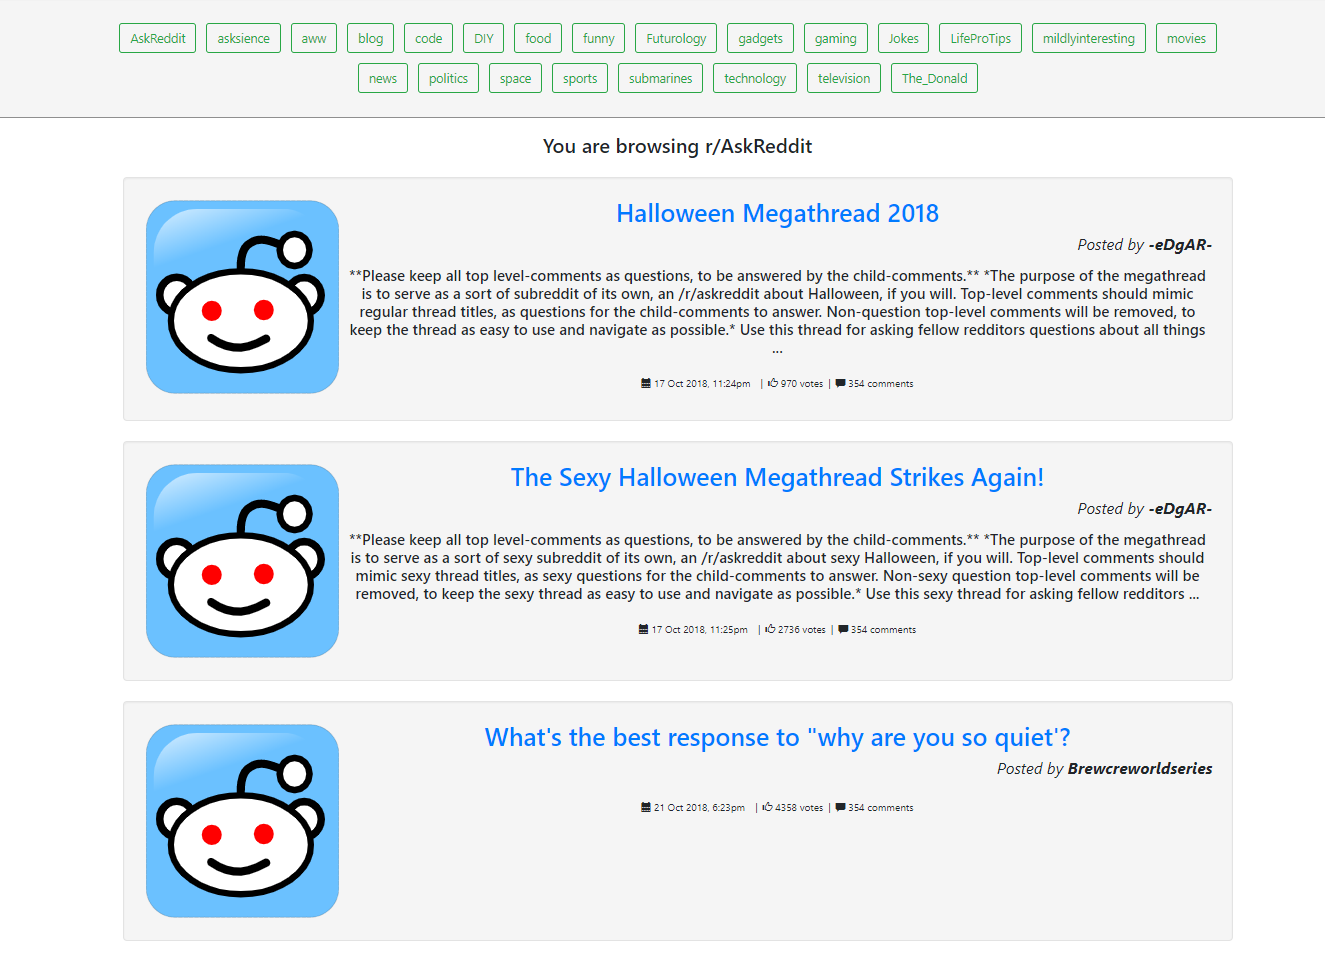 AskReddit asksience aww blog code DIY food funny Futurology gadgets gaming Jokes LifeProTips mildlyinteresting movies
news politics space sports submarines technology television The_Donald
You are browsing r/AskReddit
Halloween Megathread 2018
Posted by -eDgAR-
**Please keep all top level-comments as questions, to be answered by the child-comments.** *The purpose of the megathread
is to serve as a sort of subreddit of its own, an /r/askreddit about Halloween, if you will. Top-level comments should mimic
regular thread titles, as questions for the child-comments to answer. Non-question top-level comments will be removed, to
keep the thread as easy to use and navigate as possible.* Use this thread for asking fellow redditors questions about all things
...
17 Oct 2018, 11:24pm | 970 votes | 354 comments
The Sexy Halloween Megathread Strikes Again!
Posted by -eDgAR-
**Please keep all top level-comments as questions, to be answered by the child-comments.** *The purpose of the megathread
is to serve as a sort of sexy subreddit of its own, an /r/askreddit about sexy Halloween, if you will. Top-level comments should
mimic sexy thread titles, as sexy questions for the child-comments to answer. Non-sexy question top-level comments will be
removed, to keep the sexy thread as easy to use and navigate as possible.* Use this sexy thread for asking fellow redditors ...
17 Oct 2018, 11:25pm | 2736 votes | 354 comments
What's the best response to "why are you so quiet'?
Posted by Brewcreworldseries
21 Oct 2018, 6:23pm | 4358 votes | 354 comments